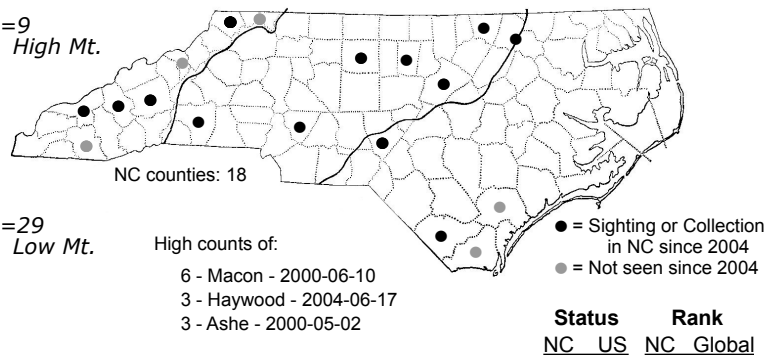 =9
High Mt.
NC counties: 18
=29
Low Mt.
High counts of:
6 - Macon - 2000-06-10
3 - Haywood - 2004-06-17
3 - Ashe - 2000-05-02
= Sighting or Collection
in NC since 2004
= Not seen since 2004
Status Rank
NC US NC Global